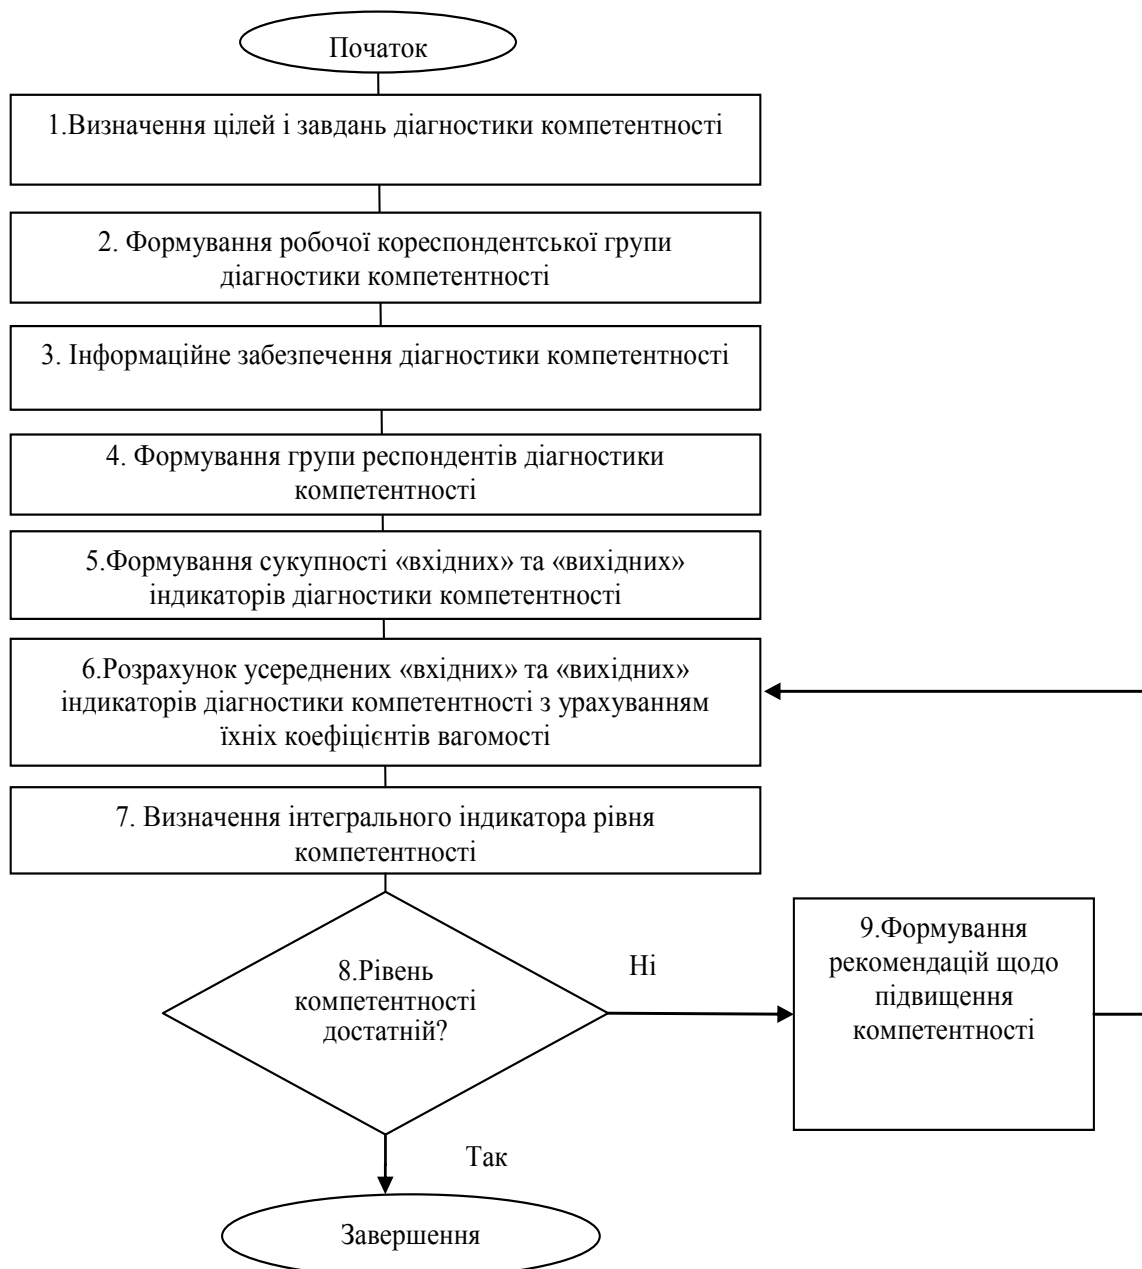 Початок
1.Визначення цілей і завдань діагностики компетентності
2. Формування робочої кореспондентської групи
діагностики компетентності
3. Інформаційне забезпечення діагностики компетентності
4. Формування групи респондентів діагностики
компетентності
5.Формування сукупності «вхідних» та «вихідних»
індикаторів діагностики компетентності
6.Розрахунок усереднених «вхідних» та «вихідних»
індикаторів діагностики компетентності з урахуванням
їхніх коефіцієнтів вагомості
7. Визначення інтегрального індикатора рівня
компетентності
8.Рівень
компетентності
достатній?
Ні
9.Формування
рекомендацій щодо
підвищення
компетентності
Так
Завершення